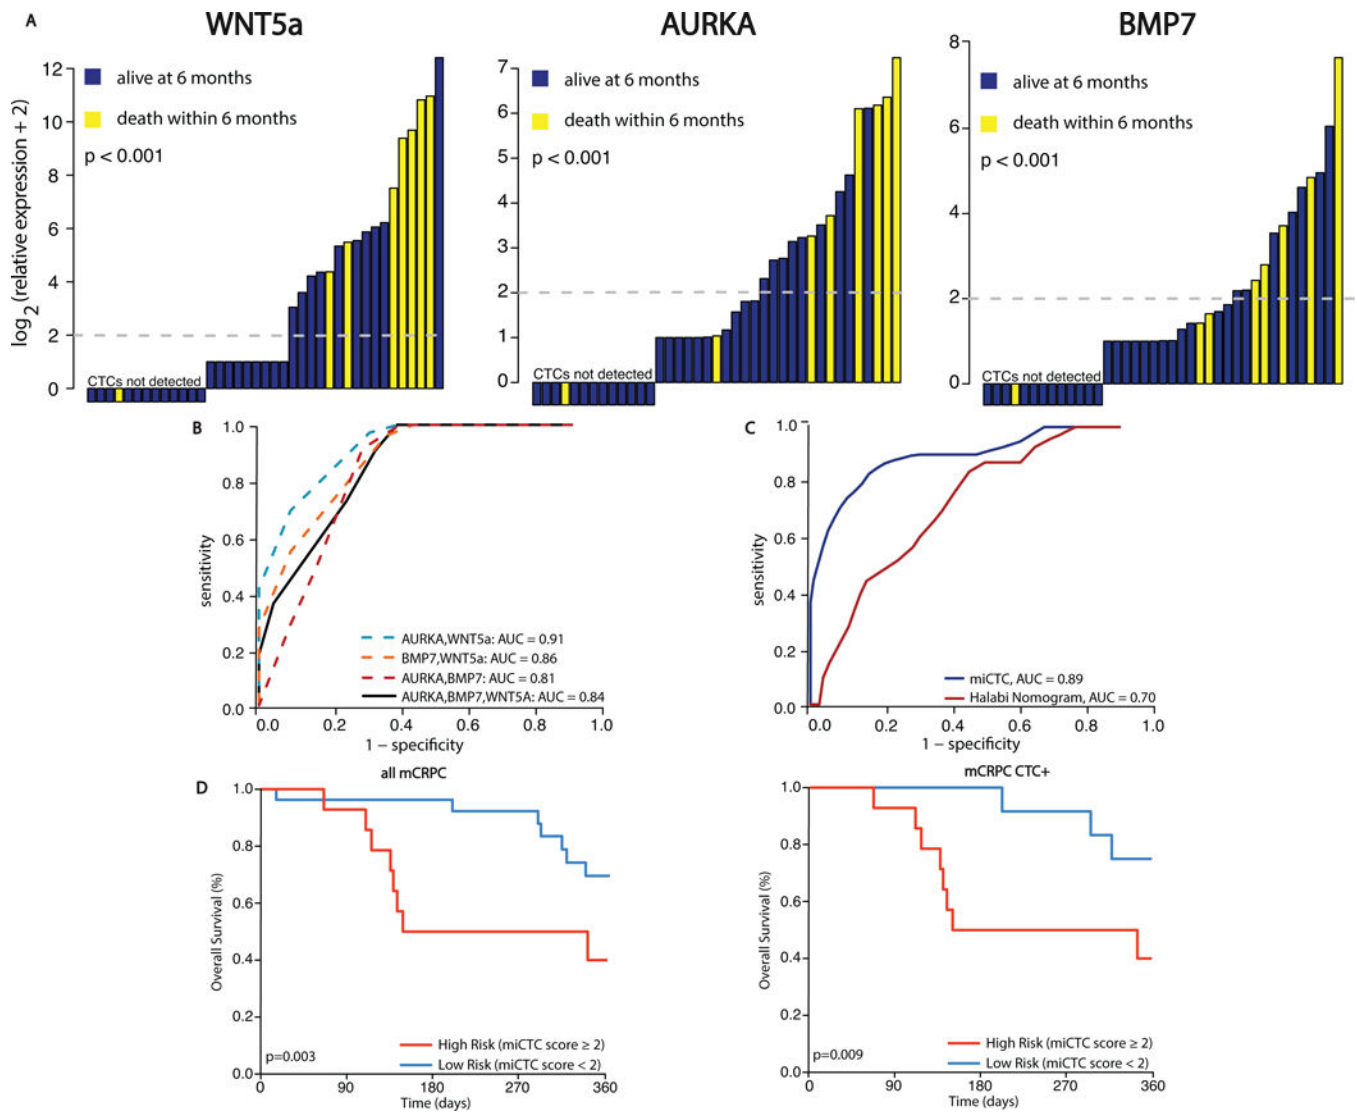 A
WNT5a
AURKA
BMP7
log2 (relative expression + 2)
12
10
8
6
4
2
0
alive at 6 months
death within 6 months
p < 0.001
CTCs not detected
7
6
5
4
3
2
1
0
alive at 6 months
death within 6 months
p < 0.001
CTCs not detected
8
6
4
2
0
alive at 6 months
death within 6 months
p < 0.001
CTCs not detected
B
1.0
0.8
0.6
0.4
0.2
0.0
sensitivity
AURKA,WNT5a: AUC = 0.91
BMP7,WNT5a: AUC = 0.86
AURKA,BMP7: AUC = 0.81
AURKA,BMP7,WNT5A: AUC = 0.84
0.0 0.2 0.4 0.6 0.8 1.0
1 − specificity
C
1.0
0.8
0.6
0.4
0.2
0.0
sensitivity
miCTC, AUC = 0.89
Halabi Nomogram, AUC = 0.70
0.0 0.2 0.4 0.6 0.8 1.0
1 − specificity
D
all mCRPC
1.0
0.8
0.6
0.4
0.2
0.0
Overall Survival (%)
High Risk (miCTC score ≥ 2)
Low Risk (miCTC score < 2)
p=0.003
0 90 180 270 360
Time (days)
mCRPC CTC+
1.0
0.8
0.6
0.4
0.2
0.0
Overall Survival (%)
High Risk (miCTC score ≥ 2)
Low Risk (miCTC score < 2)
p=0.009
0 90 180 270 360
Time (days)